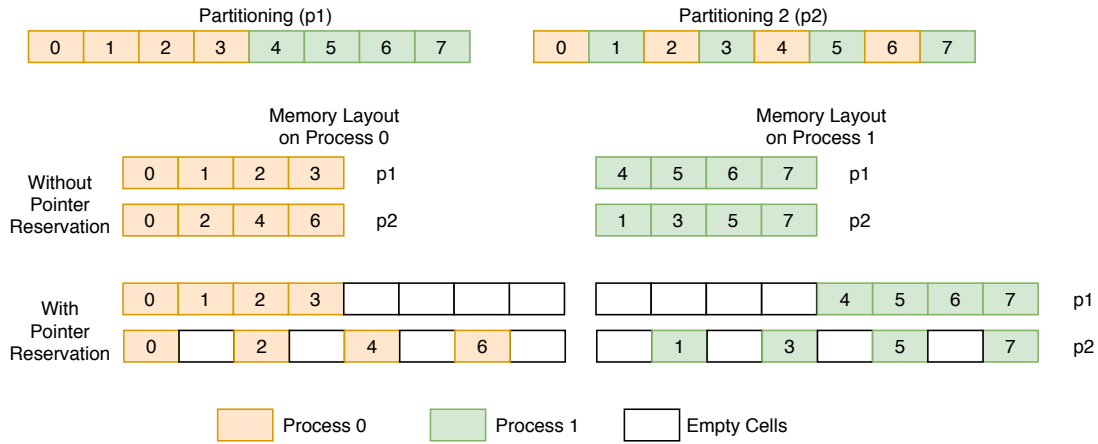 Partitioning (p1)
Partitioning 2 (p2)
0 1 2 3 4 5 6 7
0 1 2 3 4 5 6 7
Memory Layout
on Process 0
Memory Layout
on Process 1
Without
Pointer
Reservation
0 1 2 3 p1
4 5 6 7 p1
0 2 4 6 p2
1 3 5 7 p2
With
Pointer
Reservation
0 1 2 3
4 5 6 7 p1
0 2 4 6
1 3 5 7 p2
Process 0
Process 1
Empty Cells